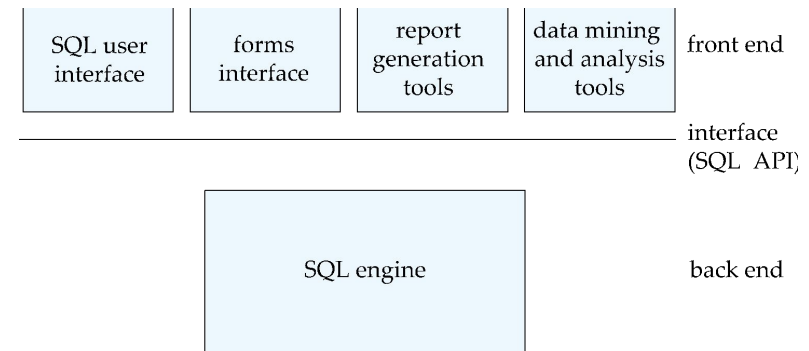 SQL user
interface
forms
interface
report
generation
tools
data mining
and analysis
tools
front end
interface
(SQL API)
SQL engine
back end